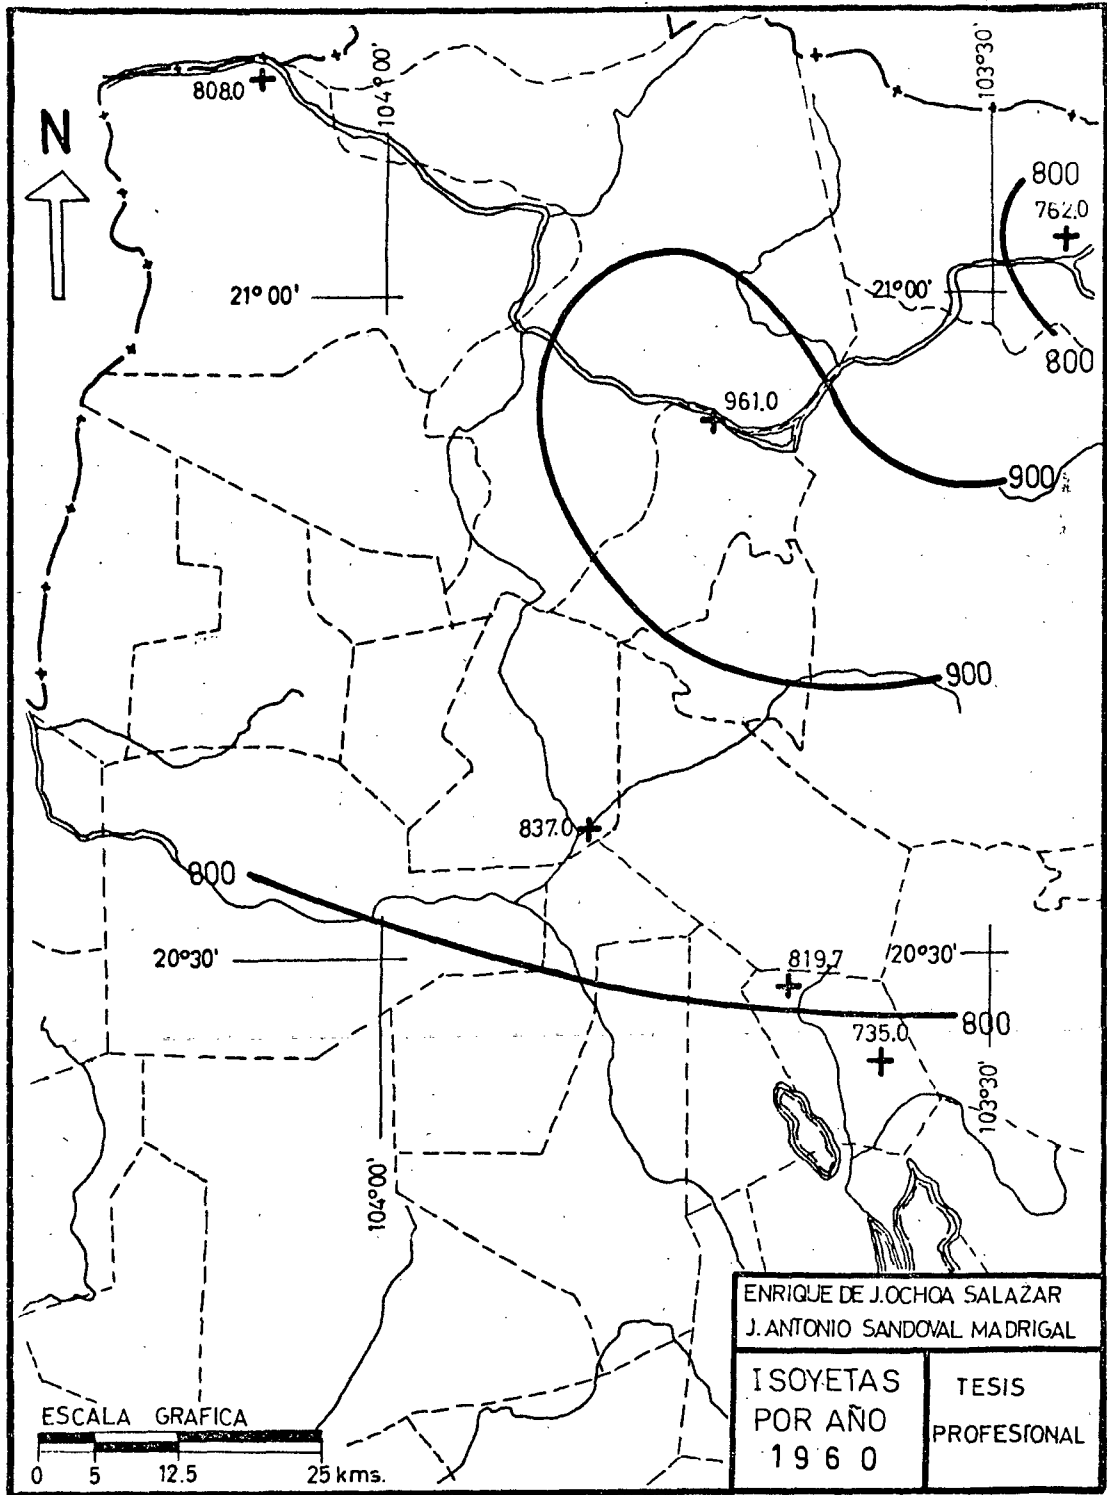 808.0
104°00'
103°30'
N
800
762.0
21°00'
21°00'
800
961.0
900
900
837.0
800
819.7
20°30'
20°30'
800
735.0
103°30'
104°00'
ENRIQUE DE J. OCHOA SALAZAR
J. ANTONIO SANDOVAL MADRIGAL
ISOYETAS
POR AÑO
1960
TESIS
PROFESIONAL
ESCALA GRAFICA
0 5 12.5 25 kms.